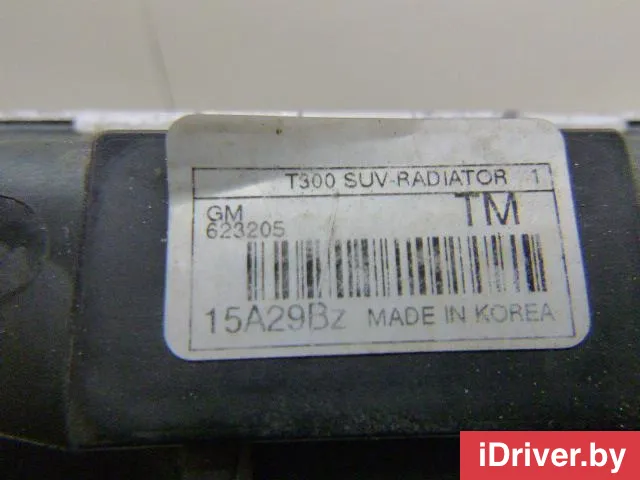 T300 SUV-RADIATOR 1
GM TM
623205
15A29Bz MADE IN KOREA
iDriver.by